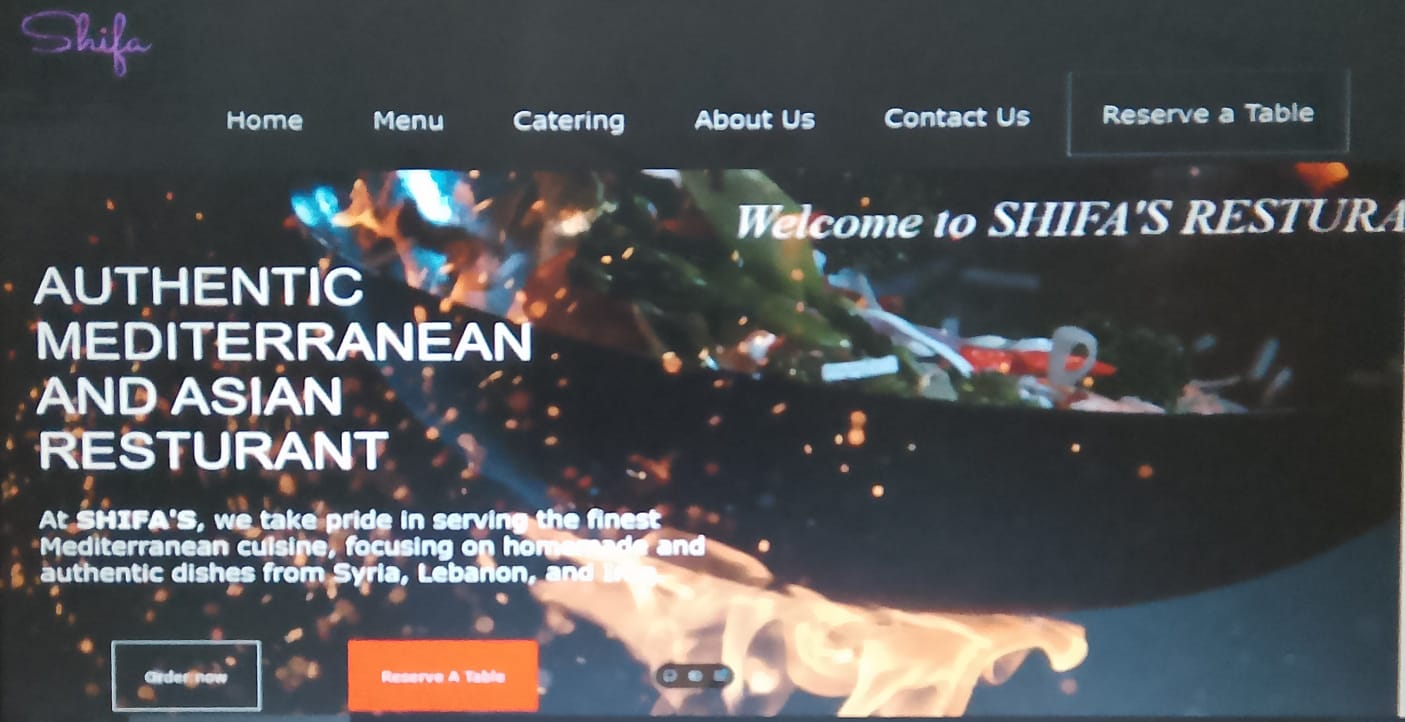 Shifa
Home Menu Catering About Us Contact Us Reserve a Table
Welcome to SHIFA'S RESTURA
AUTHENTIC
MEDITERRANEAN
AND ASIAN
RESTURANT
At SHIFA'S, we take pride in serving the finest
Mediterranean cuisine, focusing on homemade and
authentic dishes from Syria, Lebanon, and
Order now Reserve A Table